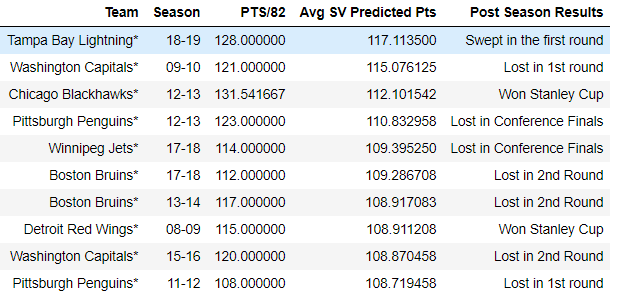 Team Season PTS/82 Avg SV Predicted Pts Post Season Results
Tampa Bay Lightning* 18-19 128.000000 117.113500 Swept in the first round
Washington Capitals* 09-10 121.000000 115.076125 Lost in 1st round
Chicago Blackhawks* 12-13 131.541667 112.101542 Won Stanley Cup
Pittsburgh Penguins* 12-13 123.000000 110.832958 Lost in Conference Finals
Winnipeg Jets* 17-18 114.000000 109.395250 Lost in Conference Finals
Boston Bruins* 17-18 112.000000 109.286708 Lost in 2nd Round
Boston Bruins* 13-14 117.000000 108.917083 Lost in 2nd Round
Detroit Red Wings* 08-09 115.000000 108.911208 Won Stanley Cup
Washington Capitals* 15-16 120.000000 108.870458 Lost in 2nd Round
Pittsburgh Penguins* 11-12 108.000000 108.719458 Lost in 1st round